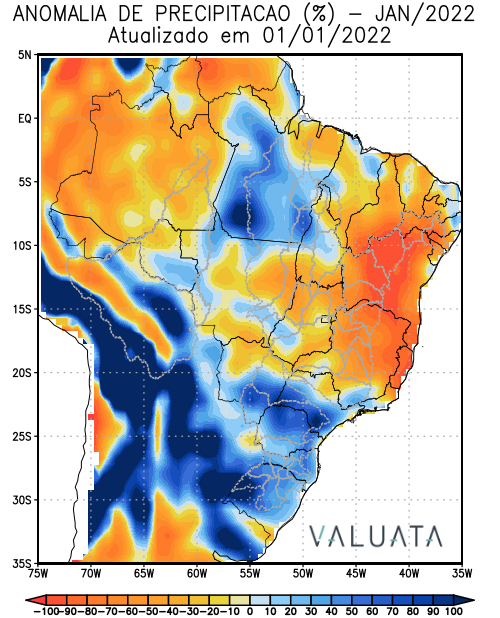 ANOMALIA DE PRECIPITACAO (%) – JAN/2022
Atualizado em 01/01/2022
5N
EQ
5S
10S
15S
20S
25S
30S
35S
VALUATA
75W 70W 65W 60W 55W 50W 45W 40W 35W
-100 -90 -80 -70 -60 -50 -40 -30 -20 -10 0 10 20 30 40 50 60 70 80 90 100